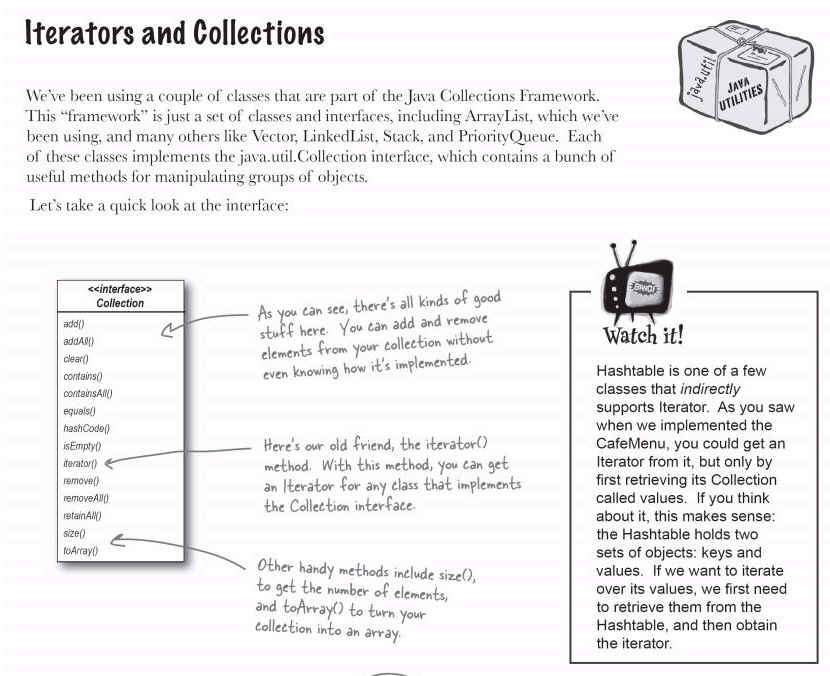 Iterators and Collections
java.util
JAVA
UTILITIES
We've been using a couple of classes that are part of the Java Collections Framework.
This “framework” is just a set of classes and interfaces, including ArrayList, which we've
been using, and many others like Vector, LinkedList, Stack, and PriorityQueue. Each
of these classes implements the java.util.Collection interface, which contains a bunch of
useful methods for manipulating groups of objects.
Let's take a quick look at the interface:
<<interface>>
Collection
add()
addAll()
clear()
contains()
containsAll()
equals()
hashCode()
isEmpty()
iterator()
remove()
removeAll()
retainAll()
size()
toArray()
As you can see, there's all kinds of good
stuff here. You can add and remove
elements from your collection without
even knowing how it's implemented.
Here's our old friend, the iterator()
method. With this method, you can get
an Iterator for any class that implements
the Collection interface.
Other handy methods include size(),
to get the number of elements,
and toArray() to turn your
collection into an array.
BANG!
Watch it!
Hashtable is one of a few
classes that indirectly
supports Iterator. As you saw
when we implemented the
CafeMenu, you could get an
Iterator from it, but only by
first retrieving its Collection
called values. If you think
about it, this makes sense:
the Hashtable holds two
sets of objects: keys and
values. If we want to iterate
over its values, we first need
to retrieve them from the
Hashtable, and then obtain
the iterator.